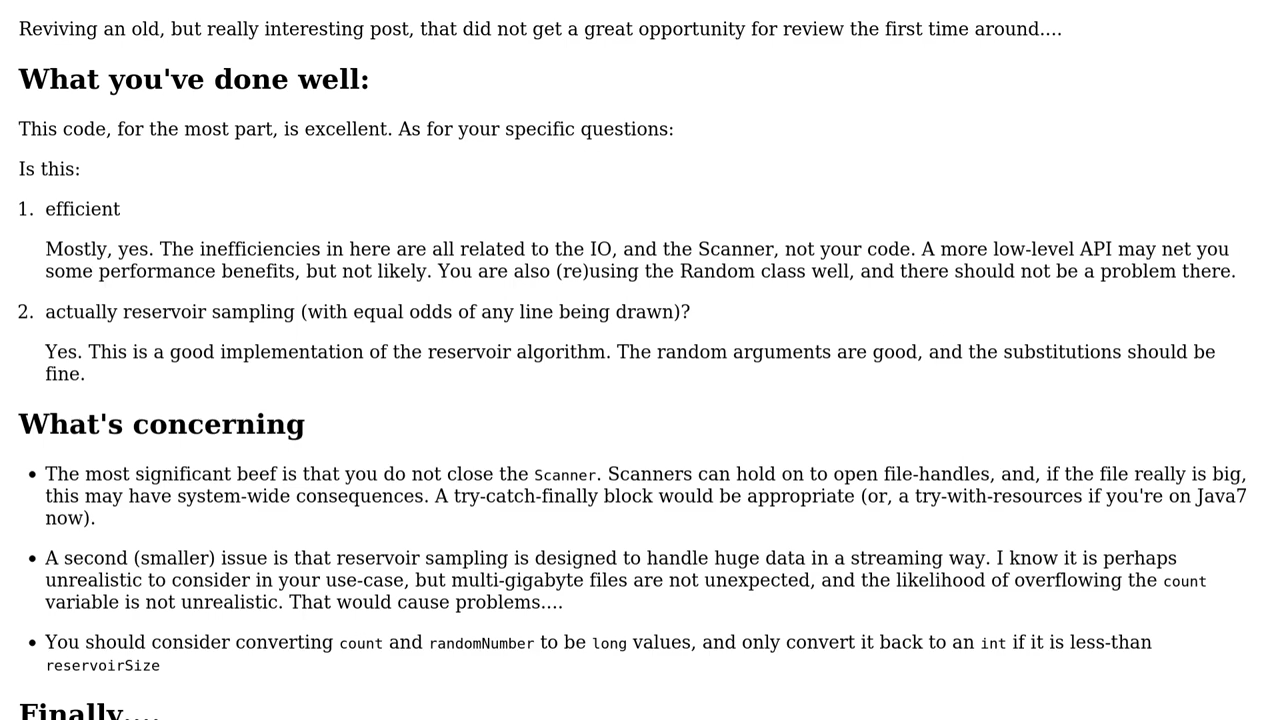 Reviving an old, but really interesting post, that did not get a great opportunity for review the first time around....
What you've done well:
This code, for the most part, is excellent. As for your specific questions:
Is this:
1. efficient
Mostly, yes. The inefficiencies in here are all related to the IO, and the Scanner, not your code. A more low-level API may net you
some performance benefits, but not likely. You are also (re)using the Random class well, and there should not be a problem there.
2. actually reservoir sampling (with equal odds of any line being drawn)?
Yes. This is a good implementation of the reservoir algorithm. The random arguments are good, and the substitutions should be
fine.
What's concerning
• The most significant beef is that you do not close the Scanner. Scanners can hold on to open file-handles, and, if the file really is big,
this may have system-wide consequences. A try-catch-finally block would be appropriate (or, a try-with-resources if you're on Java7
now).
• A second (smaller) issue is that reservoir sampling is designed to handle huge data in a streaming way. I know it is perhaps
unrealistic to consider in your use-case, but multi-gigabyte files are not unexpected, and the likelihood of overflowing the count
variable is not unrealistic. That would cause problems....
• You should consider converting count and randomNumber to be long values, and only convert it back to an int if it is less-than
reservoirSize
Finally....